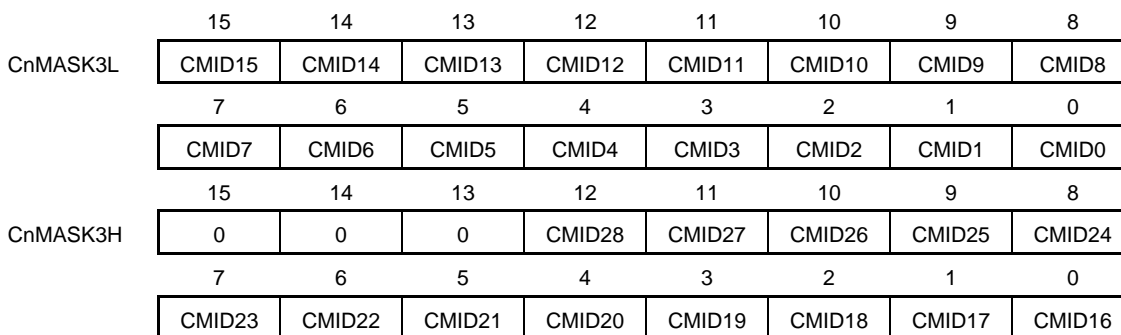 15 14 13 12 11 10 9 8
CnMASK3L CMID15 CMID14 CMID13 CMID12 CMID11 CMID10 CMID9 CMID8
7 6 5 4 3 2 1 0
CMID7 CMID6 CMID5 CMID4 CMID3 CMID2 CMID1 CMID0
15 14 13 12 11 10 9 8
CnMASK3H 0 0 0 CMID28 CMID27 CMID26 CMID25 CMID24
7 6 5 4 3 2 1 0
CMID23 CMID22 CMID21 CMID20 CMID19 CMID18 CMID17 CMID16